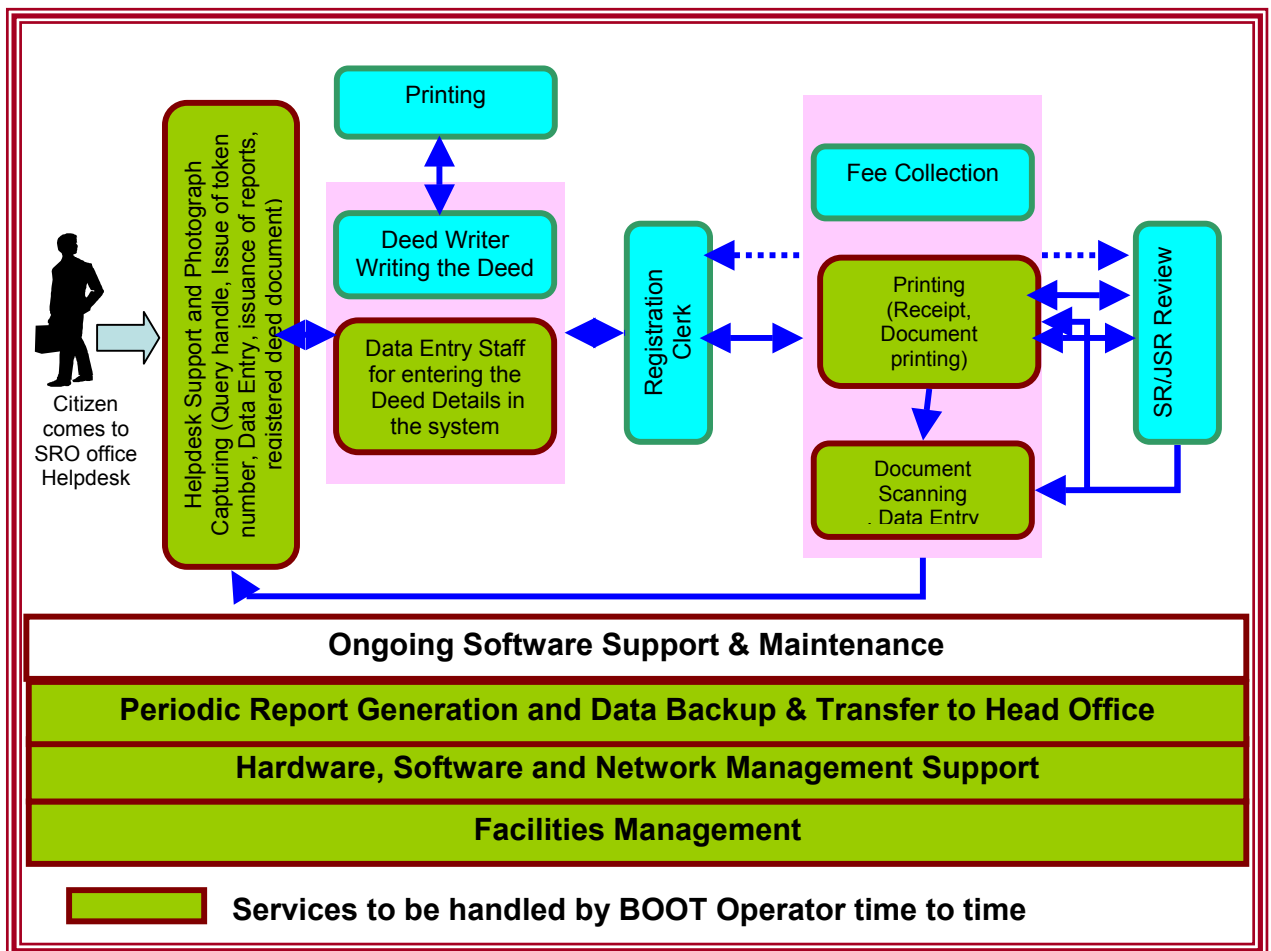 Printing
Helpdesk Support and Photograph
Capturing (Query handle, Issue of token
number, Data Entry, issuance of reports,
registered deed document)
Deed Writer
Writing the Deed
Data Entry Staff
for entering the
Deed Details in
the system
Citizen
comes to
SRO office
Helpdesk
Registration
Clerk
Fee Collection
Printing
(Receipt,
Document
printing)
Document
Scanning
, Data Entry
SR/JSR Review
Ongoing Software Support & Maintenance
Periodic Report Generation and Data Backup & Transfer to Head Office
Hardware, Software and Network Management Support
Facilities Management
Services to be handled by BOOT Operator time to time